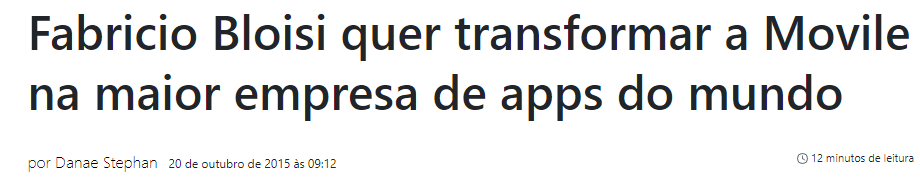 Fabricio Bloisi quer transformar a Movile
na maior empresa de apps do mundo
por Danae Stephan 20 de outubro de 2015 às 09:12 12 minutos de leitura